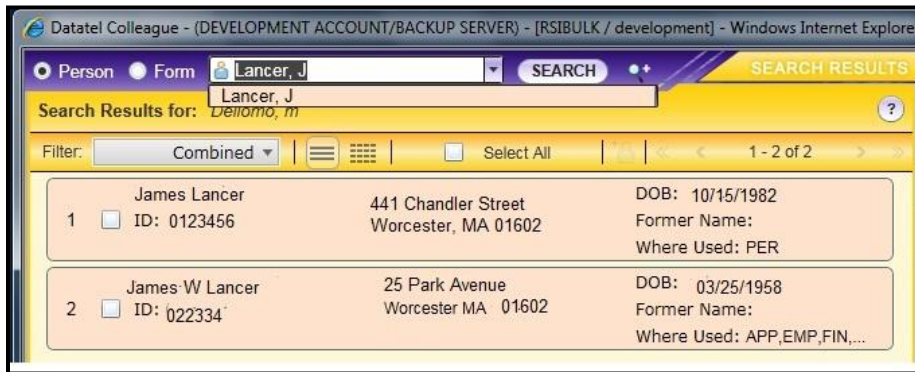 Datatel Colleague - (DEVELOPMENT ACCOUNT/BACKUP SERVER) - [RSIBULK / development] - Windows Internet Explore
Person Form Lancer, J SEARCH SEARCH RESULTS
Lancer, J
Search Results for: Dellomo, m ?
Filter: Combined Select All 1 - 2 of 2
James Lancer 441 Chandler Street DOB: 10/15/1982
1 ID: 0123456 Worcester, MA 01602 Former Name:
Where Used: PER
James W Lancer 25 Park Avenue DOB: 03/25/1958
2 ID: 022334 Worcester MA 01602 Former Name:
Where Used: APP,EMP,FIN,...